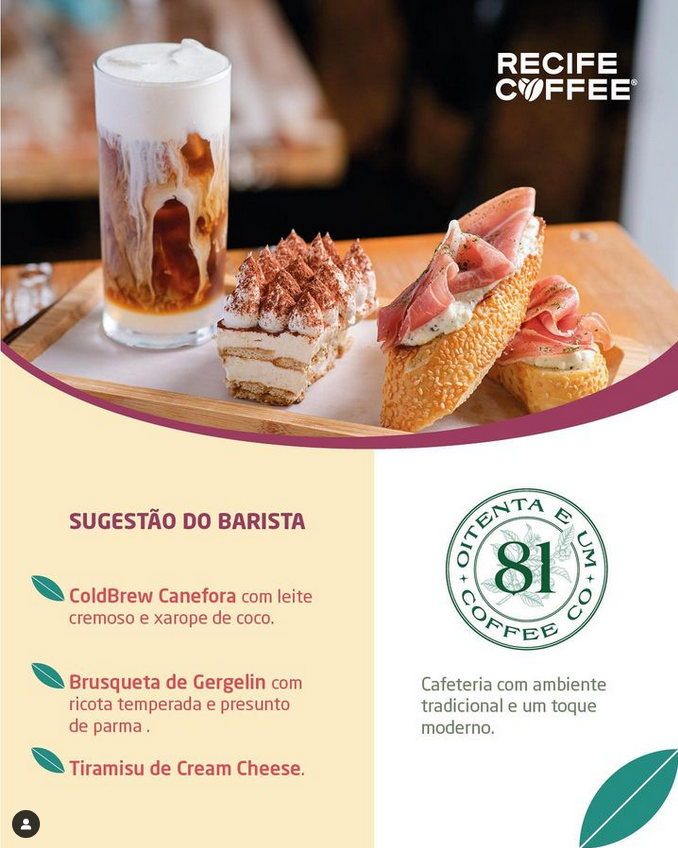 RECIFE
COFFEE®
SUGESTÃO DO BARISTA
ColdBrew Canefora com leite
cremoso e xarope de coco.
Brusqueta de Gergelin com
ricota temperada e presunto
de parma .
Tiramisu de Cream Cheese.
OITENTA E UM
81
COFFEE CO
Cafeteria com ambiente
tradicional e um toque
moderno.